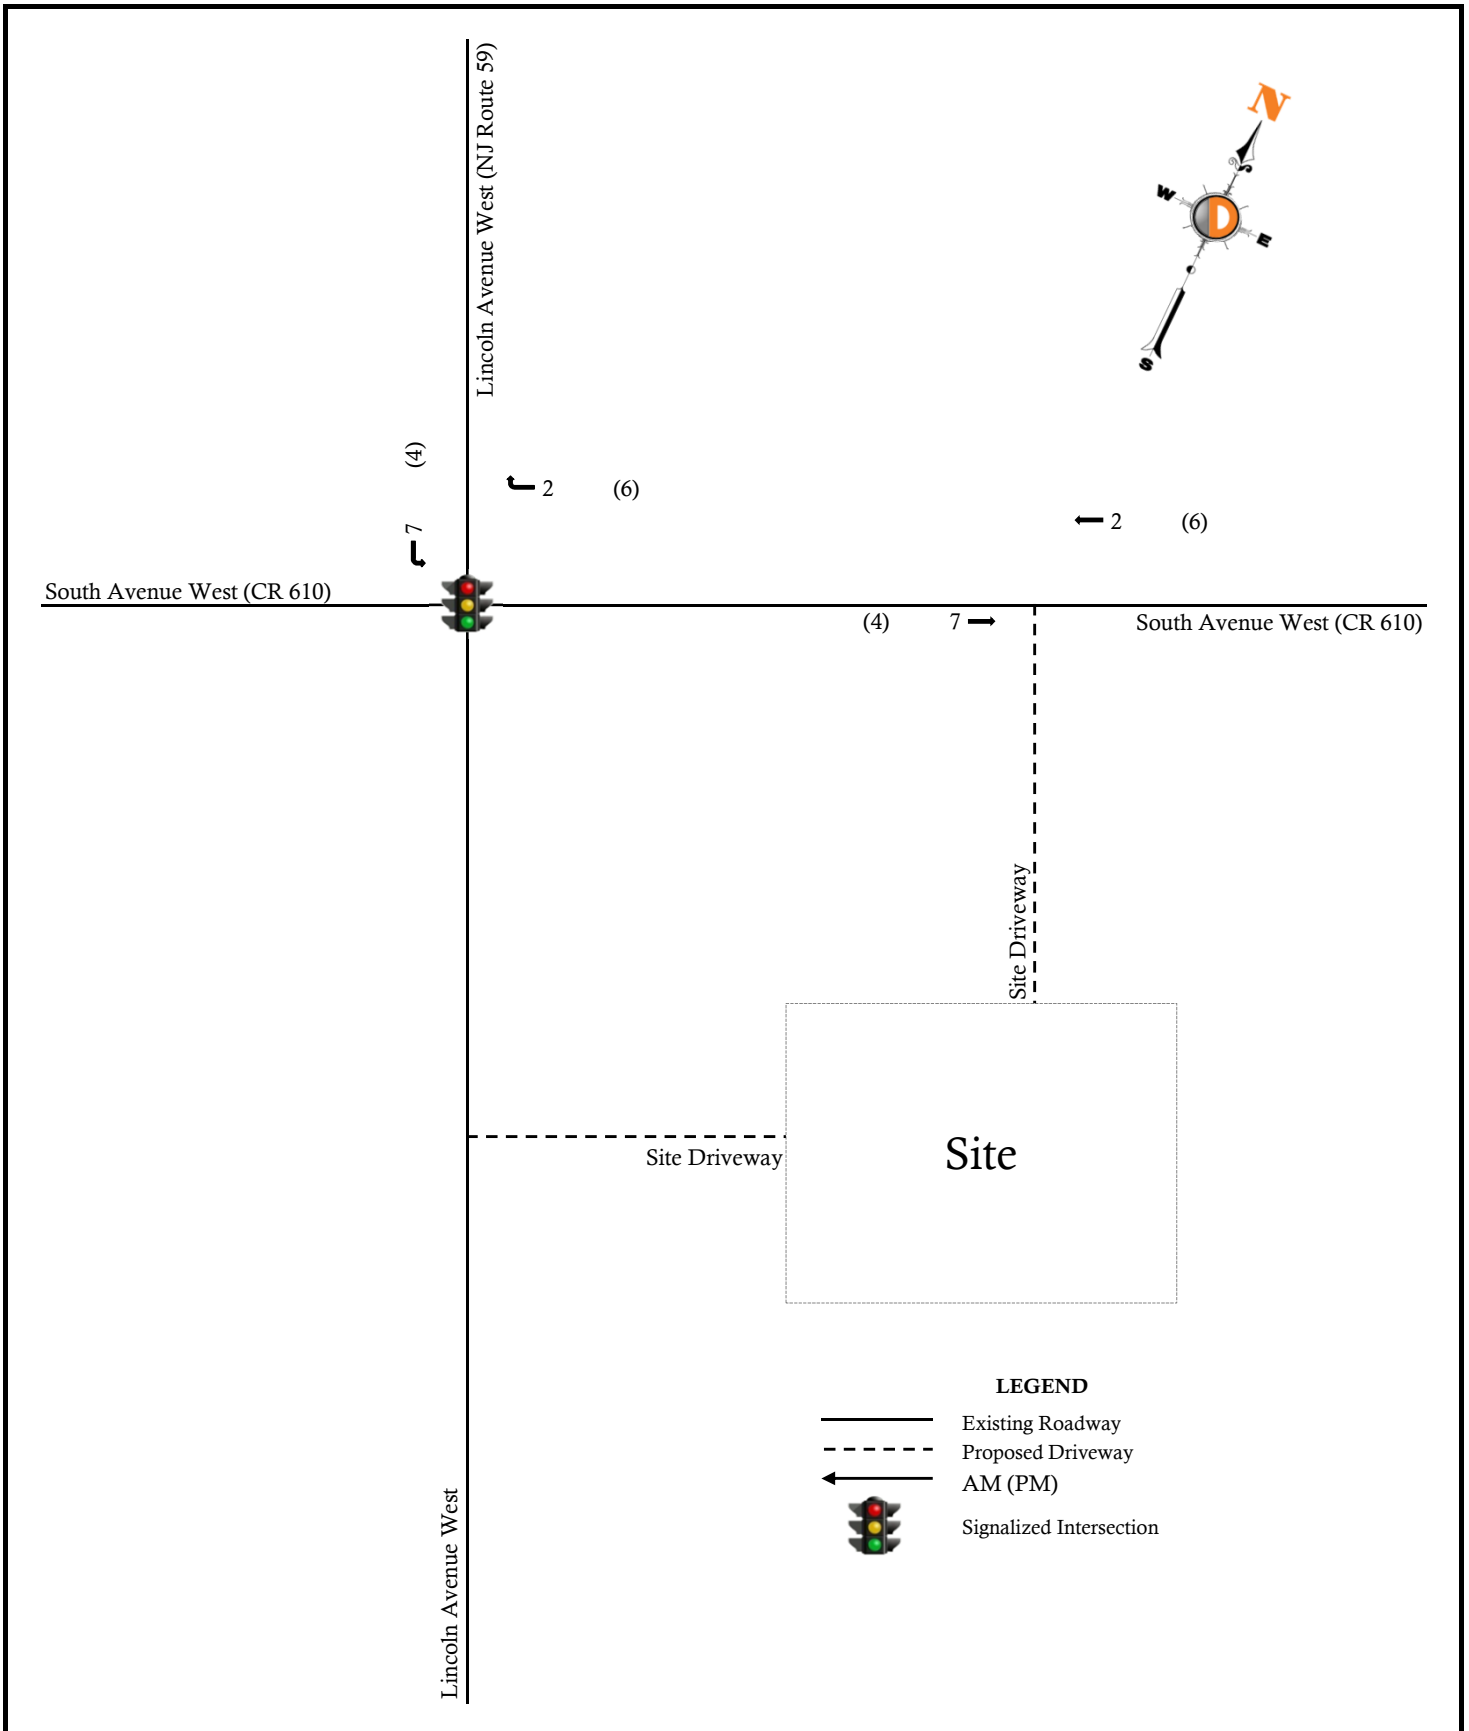 Lincoln Avenue West (NJ Route 59)
N
W
D
E
S
(4)
2 (6)
7
2 (6)
South Avenue West (CR 610)
(4) 7
South Avenue West (CR 610)
Site Driveway
Site Driveway
Site
LEGEND
Existing Roadway
Proposed Driveway
AM (PM)
Signalized Intersection
Lincoln Avenue West